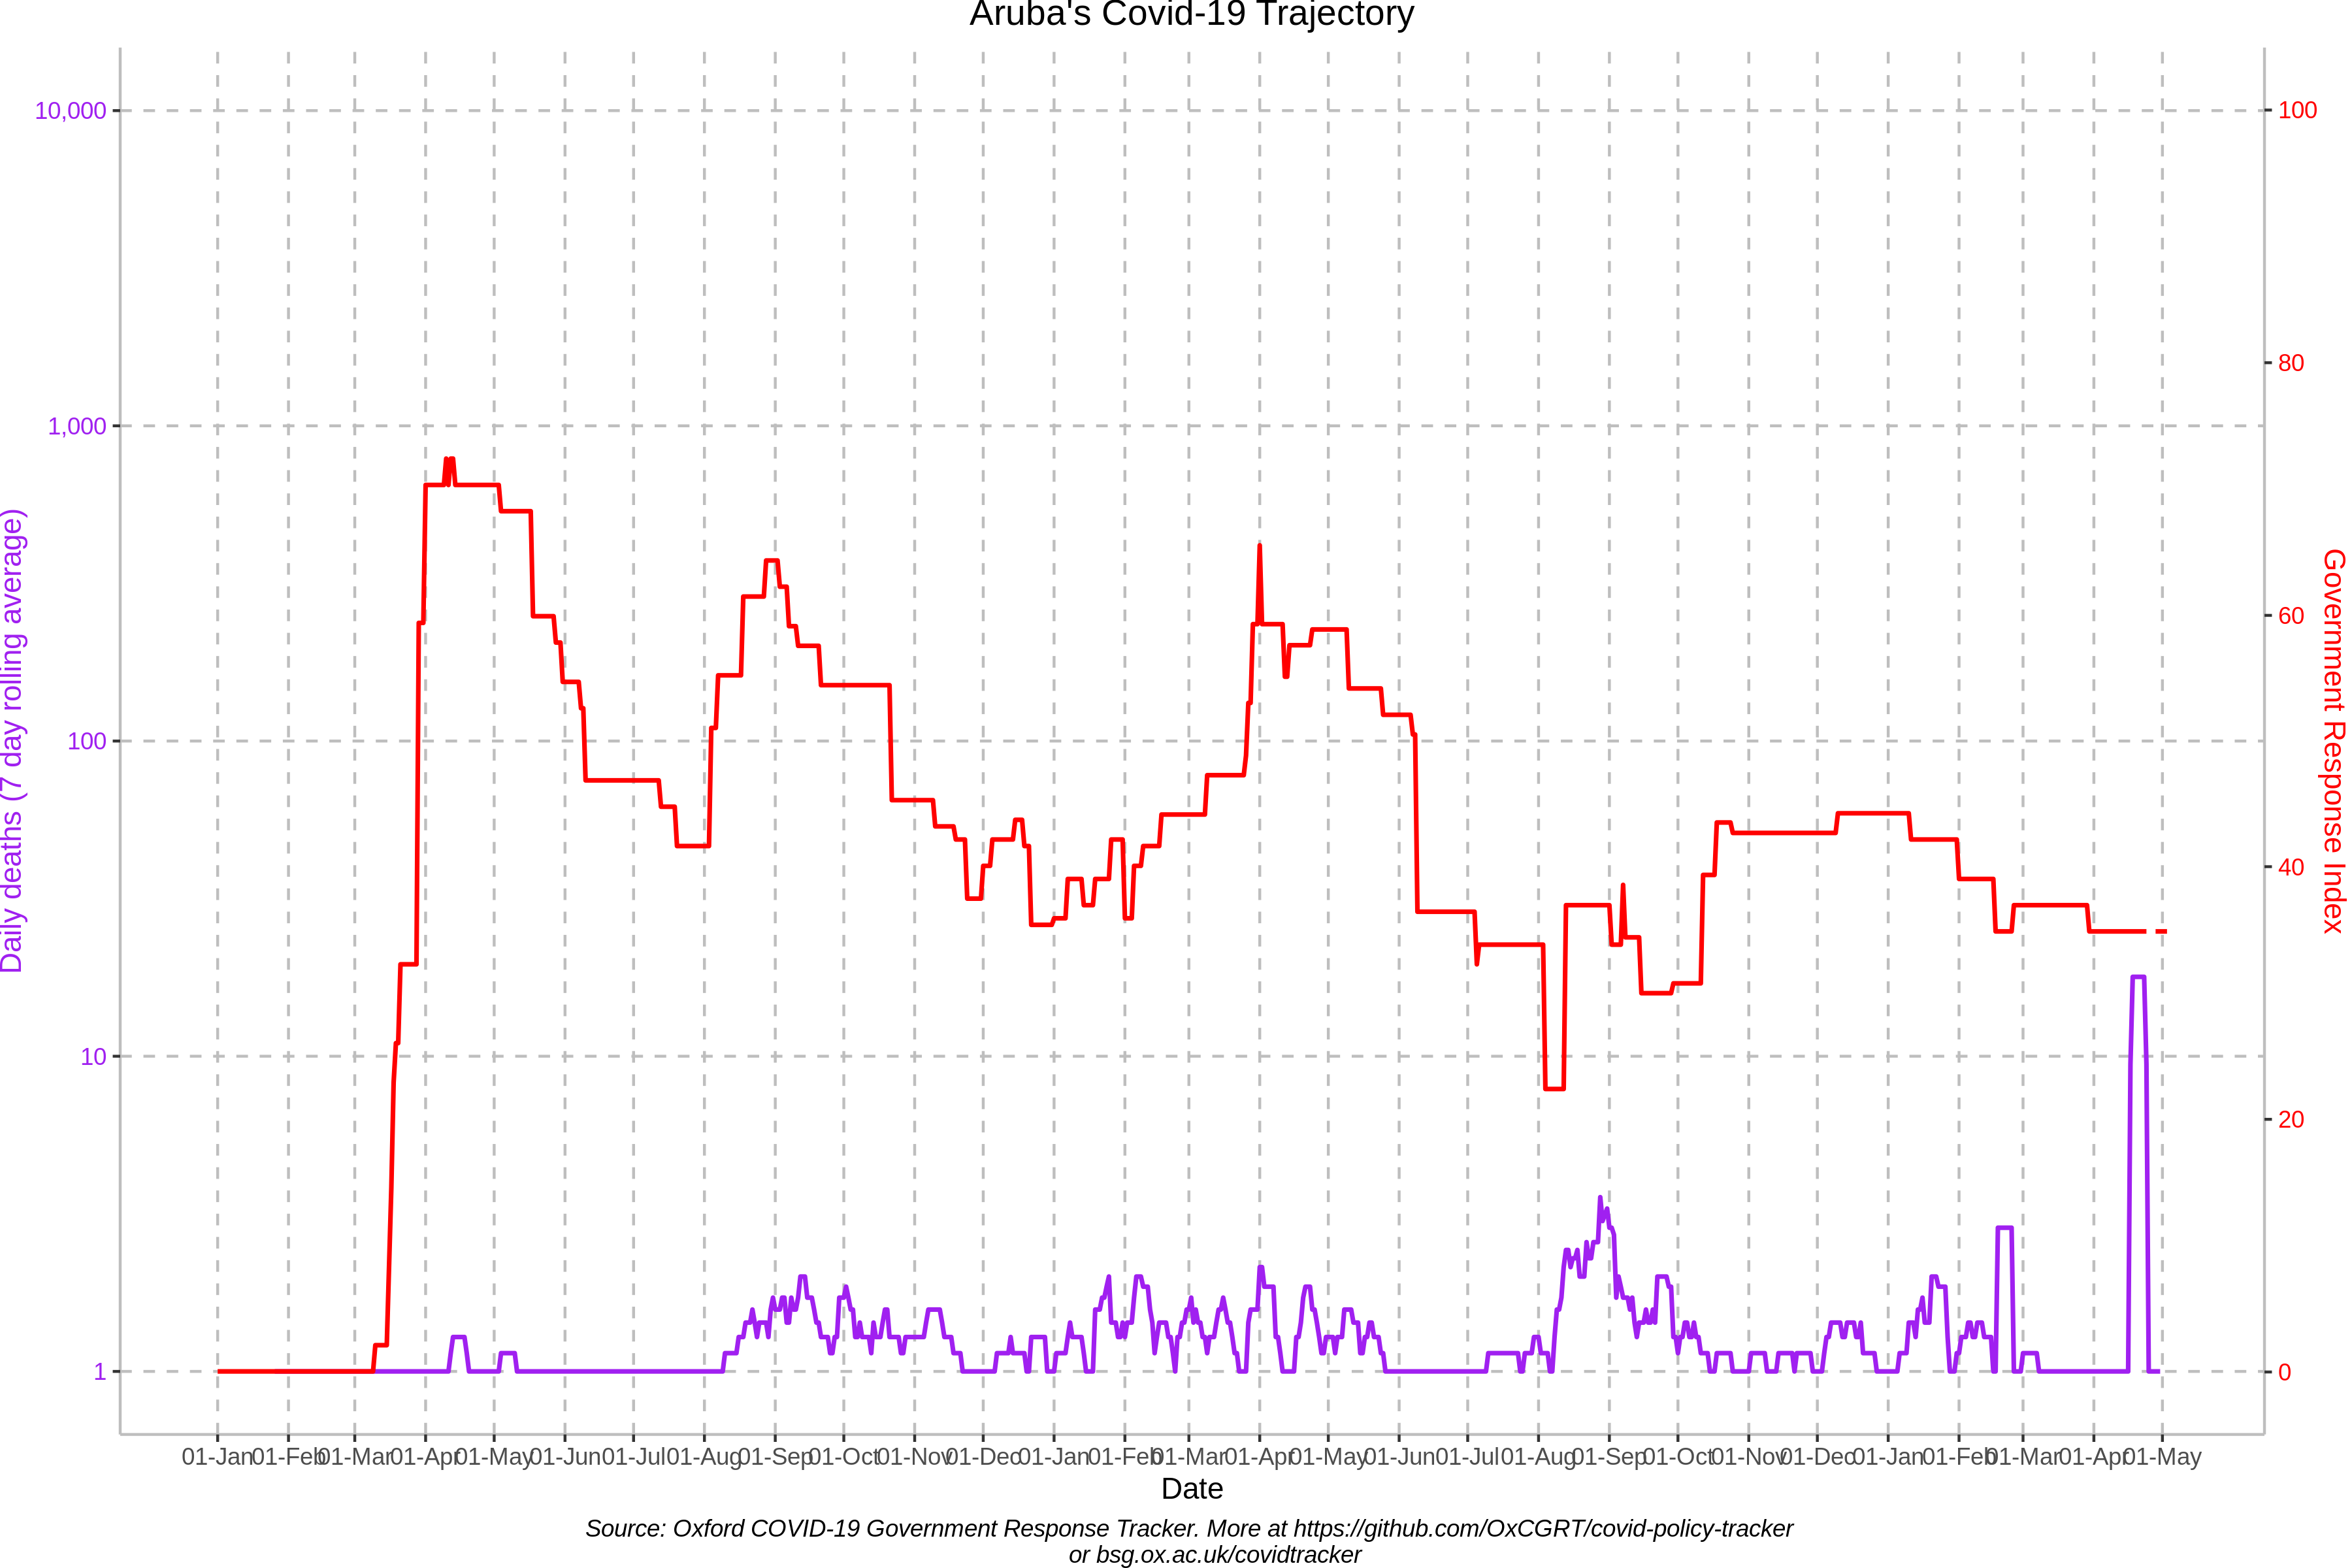 Aruba's Covid-19 Trajectory
10,000
1,000
100
10
1
Daily deaths (7 day rolling average)
100
80
60
40
20
0
Government Response Index
01-Jan 01-Feb 01-Mar 01-Apr 01-May 01-Jun 01-Jul 01-Aug 01-Sep 01-Oct 01-Nov 01-Dec 01-Jan 01-Feb 01-Mar 01-Apr 01-May 01-Jun 01-Jul 01-Aug 01-Sep 01-Oct 01-Nov 01-Dec 01-Jan 01-Feb 01-Mar 01-Apr 01-May
Date
Source: Oxford COVID-19 Government Response Tracker. More at https://github.com/OxCGRT/covid-policy-tracker
or bsg.ox.ac.uk/covidtracker